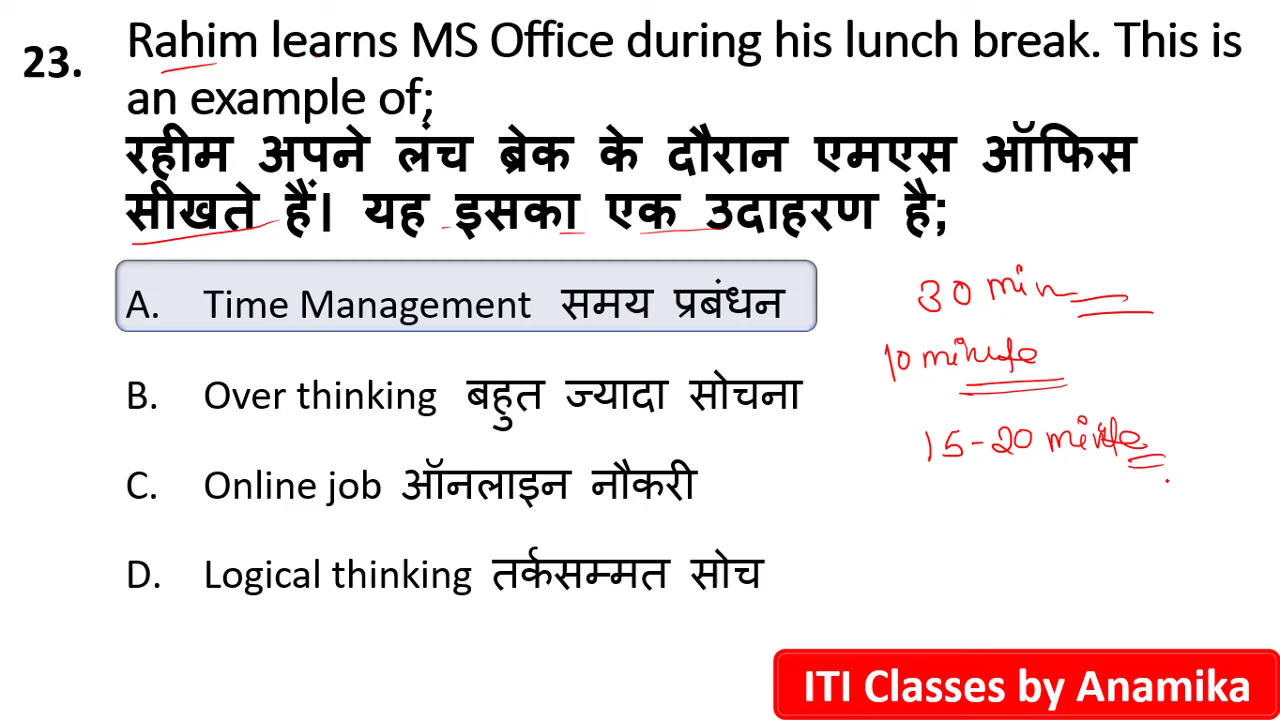 23. Rahim learns MS Office during his lunch break. This is
an example of;
रहीम अपने लंच ब्रेक के दौरान एमएस ऑफिस
सीखते हैं। यह इसका एक उदाहरण है;
A. Time Management समय प्रबंधन
30 min
10 minute
B. Over thinking बहुत ज्यादा सोचना
15-20 minute
C. Online job ऑनलाइन नौकरी
D. Logical thinking तर्कसम्मत सोच
ITI Classes by Anamika